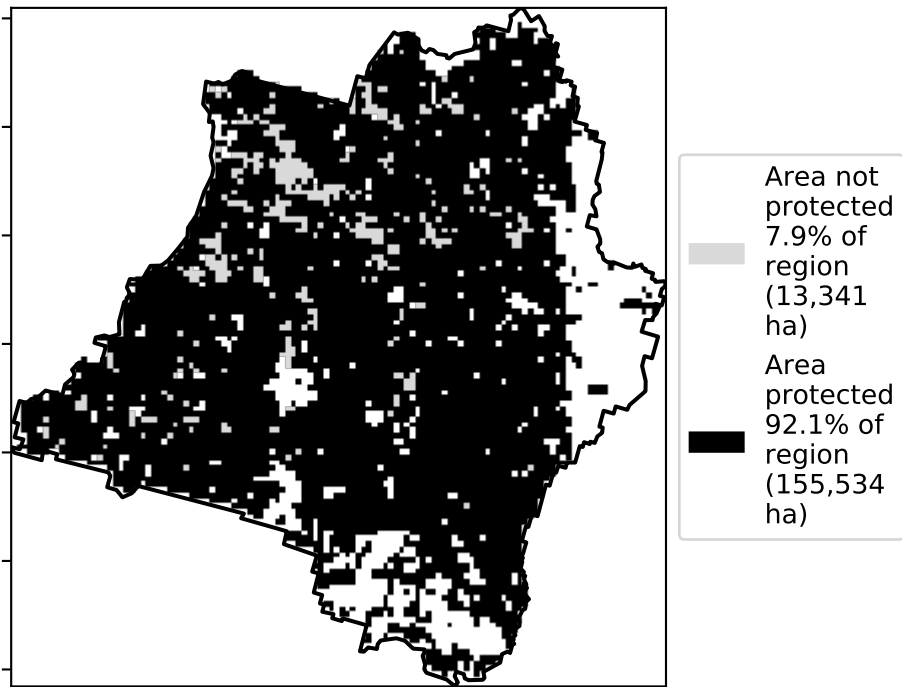 Area not
protected
7.9% of
region
(13,341
ha)
Area
protected
92.1% of
region
(155,534
ha)